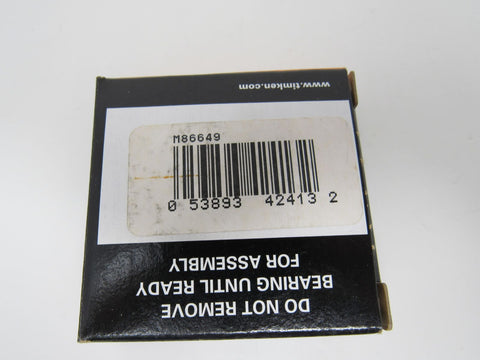 www.timken.com
M86649
0 53893 42413 2
DO NOT REMOVE
BEARING UNTIL READY
FOR ASSEMBLY